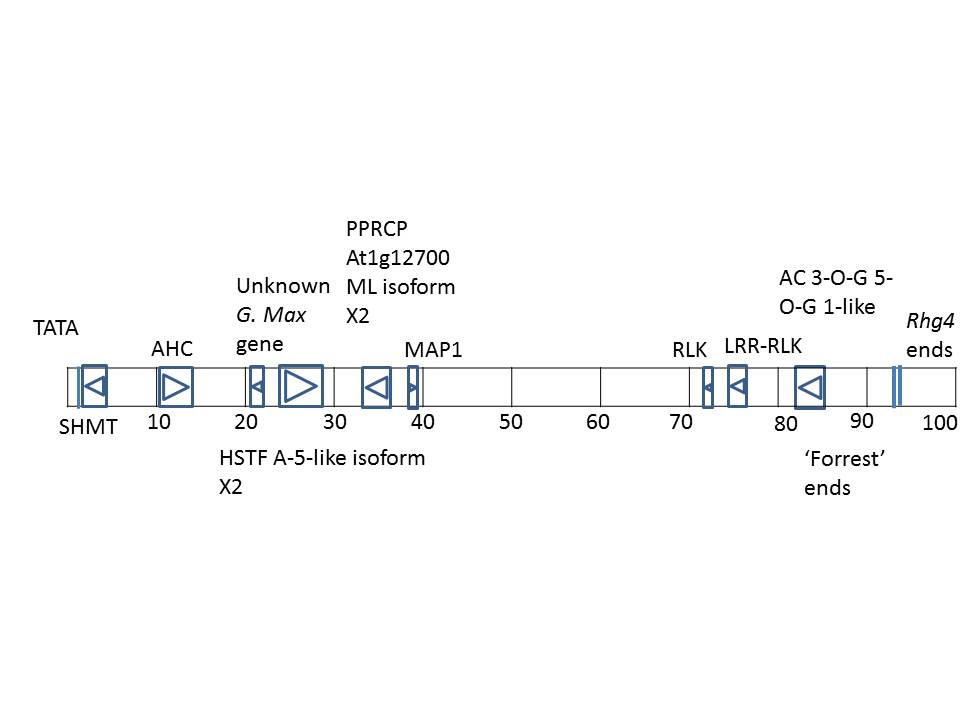 PPRCP
At1g12700
ML isoform
X2
Unknown
G. Max
gene
AC 3-O-G 5-
O-G 1-like
TATA
AHC
MAP1
RLK
LRR-RLK
Rhg4
ends
SHMT
10
20
30
40
50
60
70
80
90
100
HSTF A-5-like isoform
X2
‘Forrest’
ends